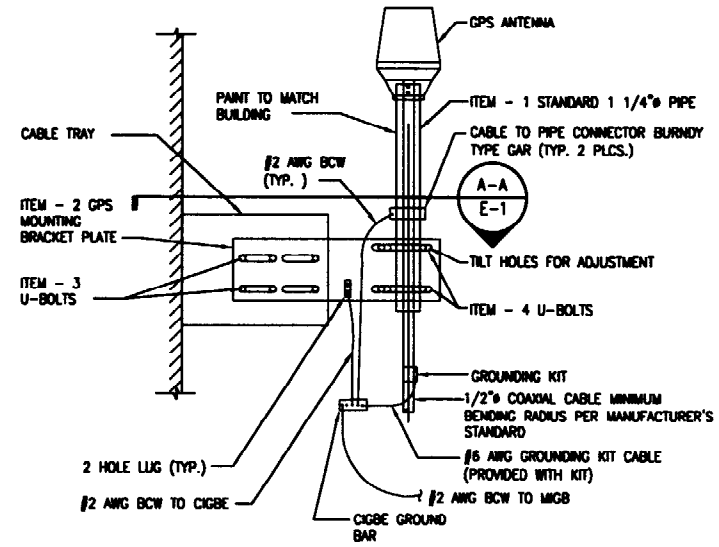 GPS ANTENNA
PAINT TO MATCH
BUILDING
ITEM - 1 STANDARD 1 1/4"ø PIPE
CABLE TRAY
CABLE TO PIPE CONNECTOR BURNDY
TYPE GAR (TYP. 2 PLCS.)
#2 AWG BCW
(TYP. )
A-A
E-1
ITEM - 2 GPS
MOUNTING
BRACKET PLATE
TILT HOLES FOR ADJUSTMENT
ITEM - 3
U-BOLTS
ITEM - 4 U-BOLTS
GROUNDING KIT
1/2"ø COAXIAL CABLE MINIMUM
BENDING RADIUS PER MANUFACTURER'S
STANDARD
2 HOLE LUG (TYP.)
#6 AWG GROUNDING KIT CABLE
(PROVIDED WITH KIT)
#2 AWG BCW TO CIGBE
#2 AWG BCW TO MIGB
CIGBE GROUND
BAR